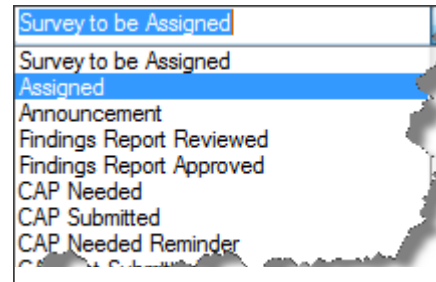 Survey to be Assigned
Survey to be Assigned
Assigned
Announcement
Findings Report Reviewed
Findings Report Approved
CAP Needed
CAP Submitted
CAP Needed Reminder